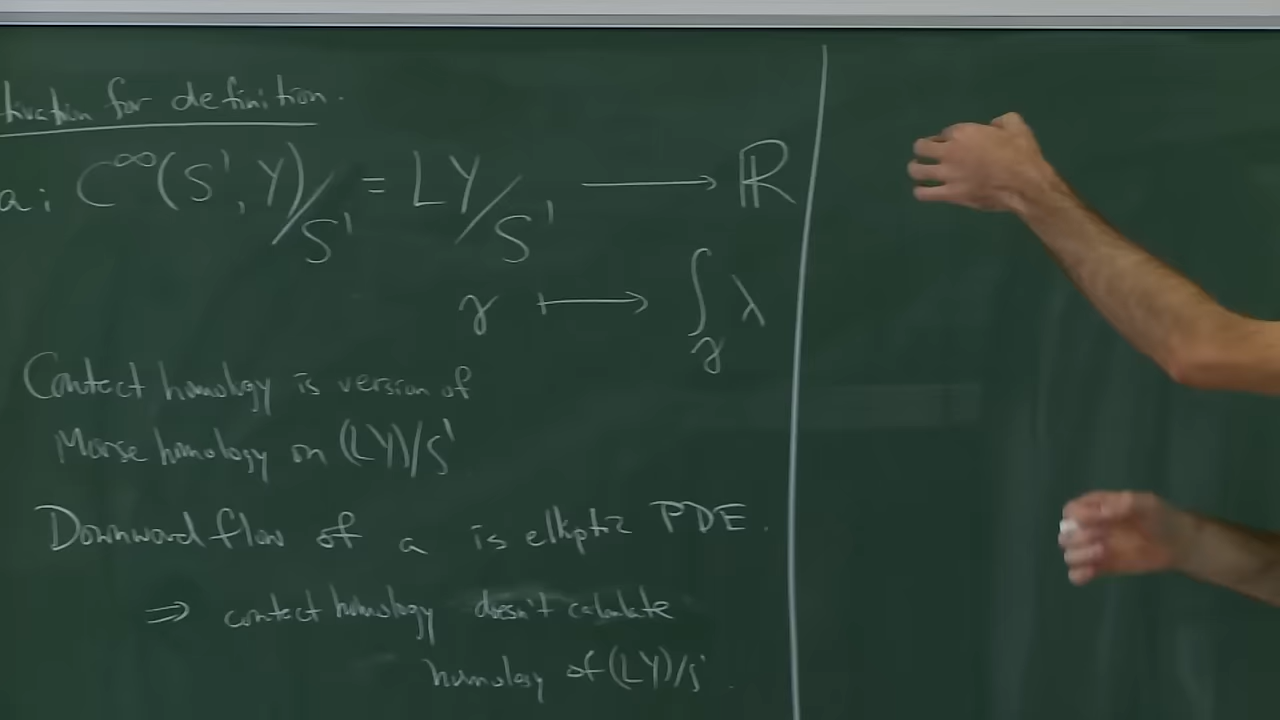 tivation for definition.
a: C^∞(S¹, Y)/S¹ = LY/S¹ ⟶ ℝ
γ ⟼ ∫_γ λ
Contact homology is version of
Morse homology on (LY)/S¹
Downward flow of a is elliptic PDE.
⇒ contact homology doesn't calculate
homology of (LY)/S¹.